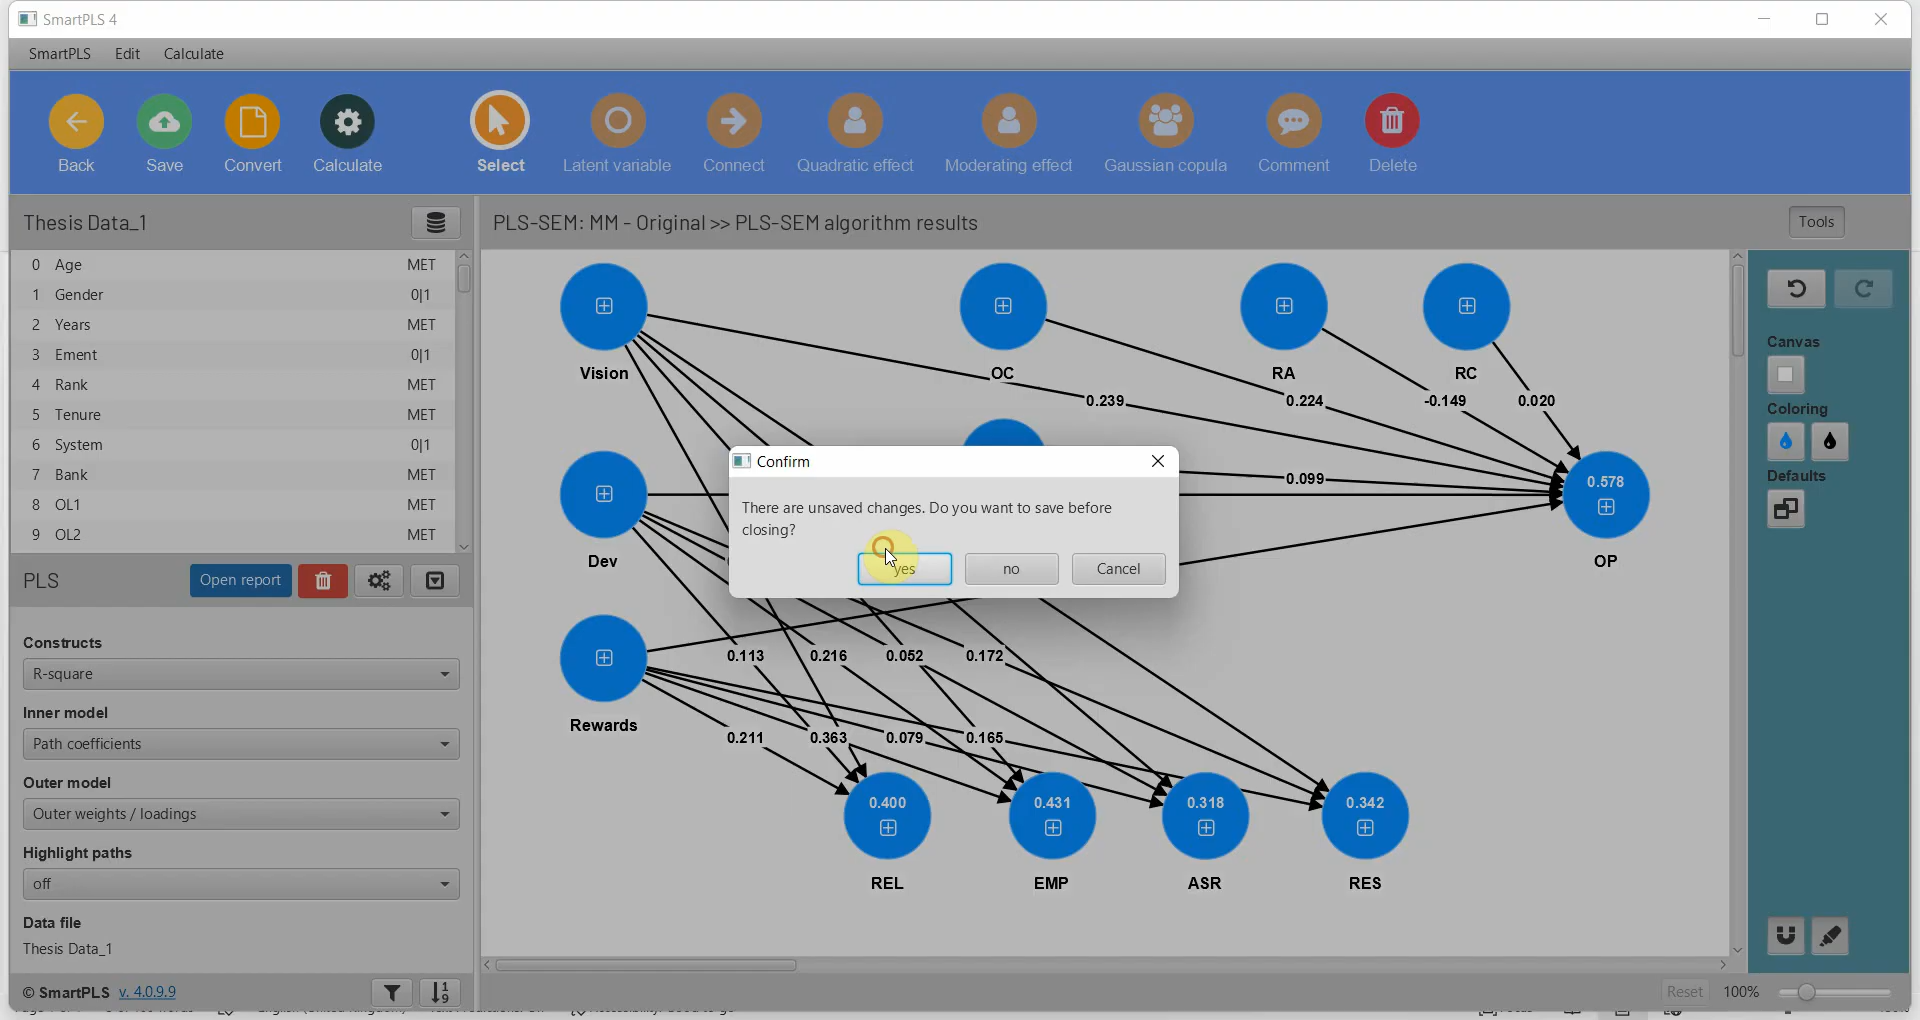 SmartPLS 4
SmartPLS Edit Calculate
Back Save Convert Calculate Select Latent variable Connect Quadratic effect Moderating effect Gaussian copula Comment Delete
Thesis Data_1
PLS-SEM: MM - Original >> PLS-SEM algorithm results
Tools
0 Age MET
1 Gender 0|1
2 Years MET
3 Ement 0|1
4 Rank MET
5 Tenure MET
6 System 0|1
7 Bank MET
8 OL1 MET
9 OL2 MET
PLS Open report
Constructs
R-square
Inner model
Path coefficients
Outer model
Outer weights / loadings
Highlight paths
off
Data file
Thesis Data_1
© SmartPLS v. 4.0.9.9
Vision OC RA RC
0.239 0.224 -0.149 0.020
0.099
0.578
Dev OP
Confirm
There are unsaved changes. Do you want to save before
closing?
yes no Cancel
0.113 0.216 0.052 0.172
Rewards
0.211 0.363 0.079 0.165
0.400 0.431 0.318 0.342
REL EMP ASR RES
Canvas
Coloring
Defaults
Reset 100%